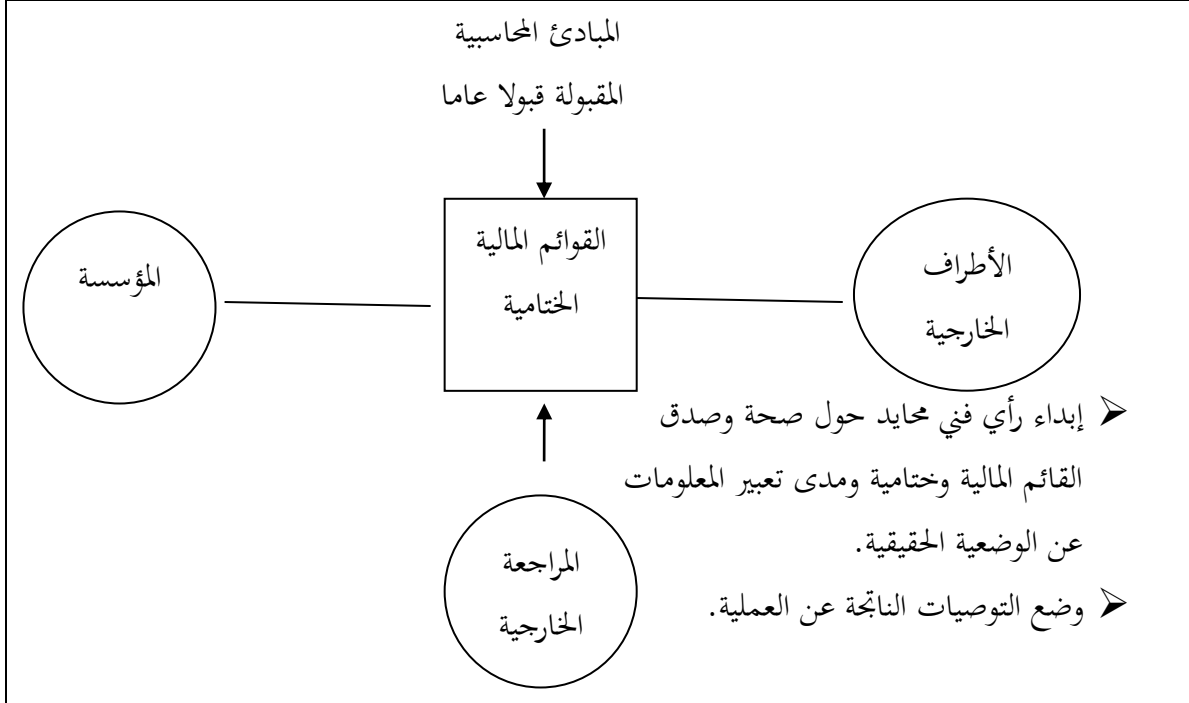 المبادئ المحاسبية
المقبولة قبولا عاما
القوائم المالية
الختامية
الأطراف
الخارجية
المؤسسة
إبداء رأي فني محايد حول صحة وصدق
القائم المالية وختامية ومدى تعبير المعلومات
عن الوضعية الحقيقية.
وضع التوصيات الناتجة عن العملية.
المراجعة
الخارجية